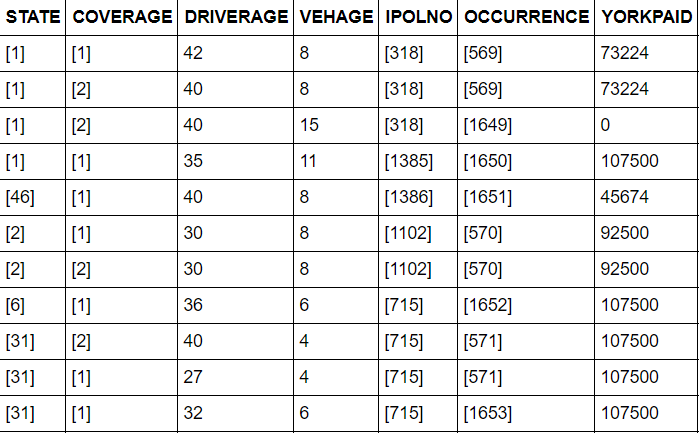 STATE COVERAGE DRIVERAGE VEHAGE IPOLNO OCCURRENCE YORKPAID
[1] [1] 42 8 [318] [569] 73224
[1] [2] 40 8 [318] [569] 73224
[1] [2] 40 15 [318] [1649] 0
[1] [1] 35 11 [1385] [1650] 107500
[46] [1] 40 8 [1386] [1651] 45674
[2] [1] 30 8 [1102] [570] 92500
[2] [2] 30 8 [1102] [570] 92500
[6] [1] 36 6 [715] [1652] 107500
[31] [2] 40 4 [715] [571] 107500
[31] [1] 27 4 [715] [571] 107500
[31] [1] 32 6 [715] [1653] 107500